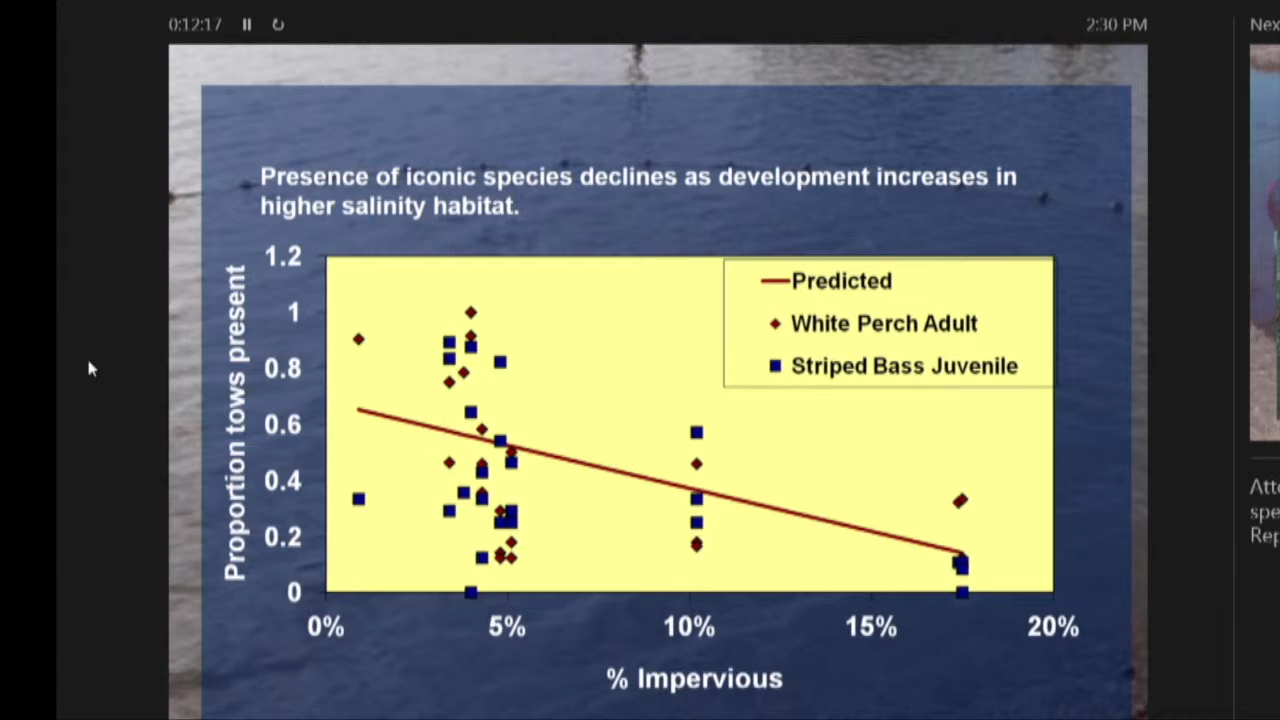 0:12:17
2:30 PM
Presence of iconic species declines as development increases in
higher salinity habitat.
Proportion tows present
1.2
1
0.8
0.6
0.4
0.2
0
Predicted
White Perch Adult
Striped Bass Juvenile
0%
5%
10%
15%
20%
% Impervious